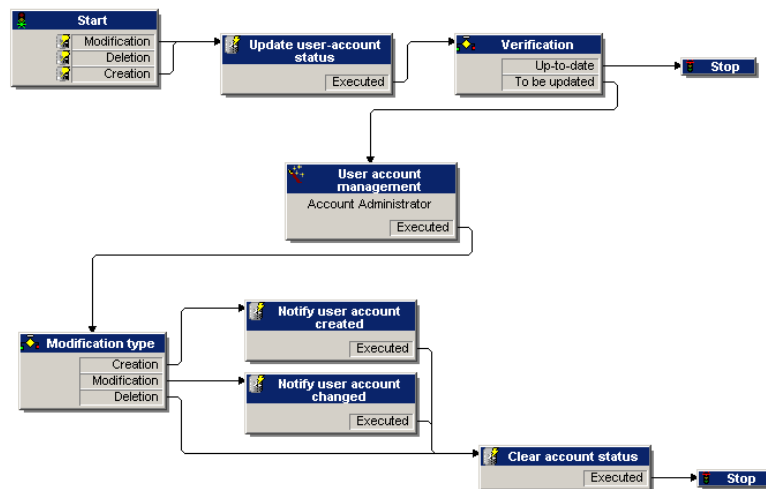 Start
Modification
Deletion
Creation
Update user-account
status
Executed
Verification
Up-to-date
To be updated
Stop
User account
management
Account Administrator
Executed
Modification type
Creation
Modification
Deletion
Notify user account
created
Executed
Notify user account
changed
Executed
Clear account status
Executed
Stop